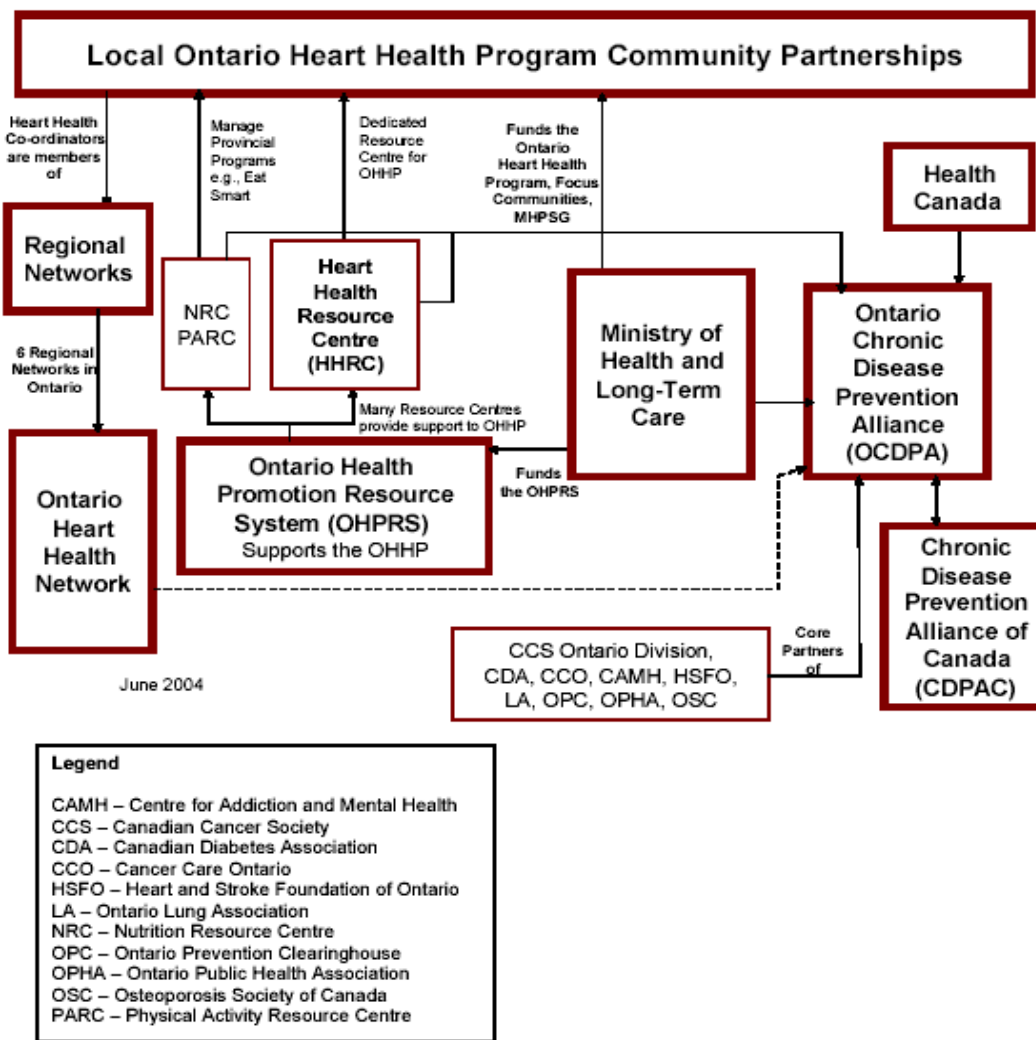 Local Ontario Heart Health Program Community Partnerships
Heart Health
Co-ordinators
are members
of
Manage
Provincial
Programs
e.g., Eat
Smart
Dedicated
Resource
Centre for
OHHP
Funds the
Ontario
Heart Health
Program, Focus
Communities,
MHPSG
Health
Canada
Regional
Networks
NRC
PARC
Heart
Health
Resource
Centre
(HHRC)
Ministry of
Health and
Long-Term
Care
Ontario
Chronic
Disease
Prevention
Alliance
(OCDPA)
6 Regional
Networks in
Ontario
Many Resource Centres
provide support to OHHP
Ontario
Heart
Health
Network
Ontario Health
Promotion Resource
System (OHPRS)
Supports the OHHP
Funds
the OHPRS
Chronic
Disease
Prevention
Alliance of
Canada
(CDPAC)
CCS Ontario Division,
CDA, CCO, CAMH, HSFO,
LA, OPC, OPHA, OSC
Core
Partners
of
June 2004
Legend
CAMH – Centre for Addiction and Mental Health
CCS – Canadian Cancer Society
CDA – Canadian Diabetes Association
CCO – Cancer Care Ontario
HSFO – Heart and Stroke Foundation of Ontario
LA – Ontario Lung Association
NRC – Nutrition Resource Centre
OPC – Ontario Prevention Clearinghouse
OPHA – Ontario Public Health Association
OSC – Osteoporosis Society of Canada
PARC – Physical Activity Resource Centre